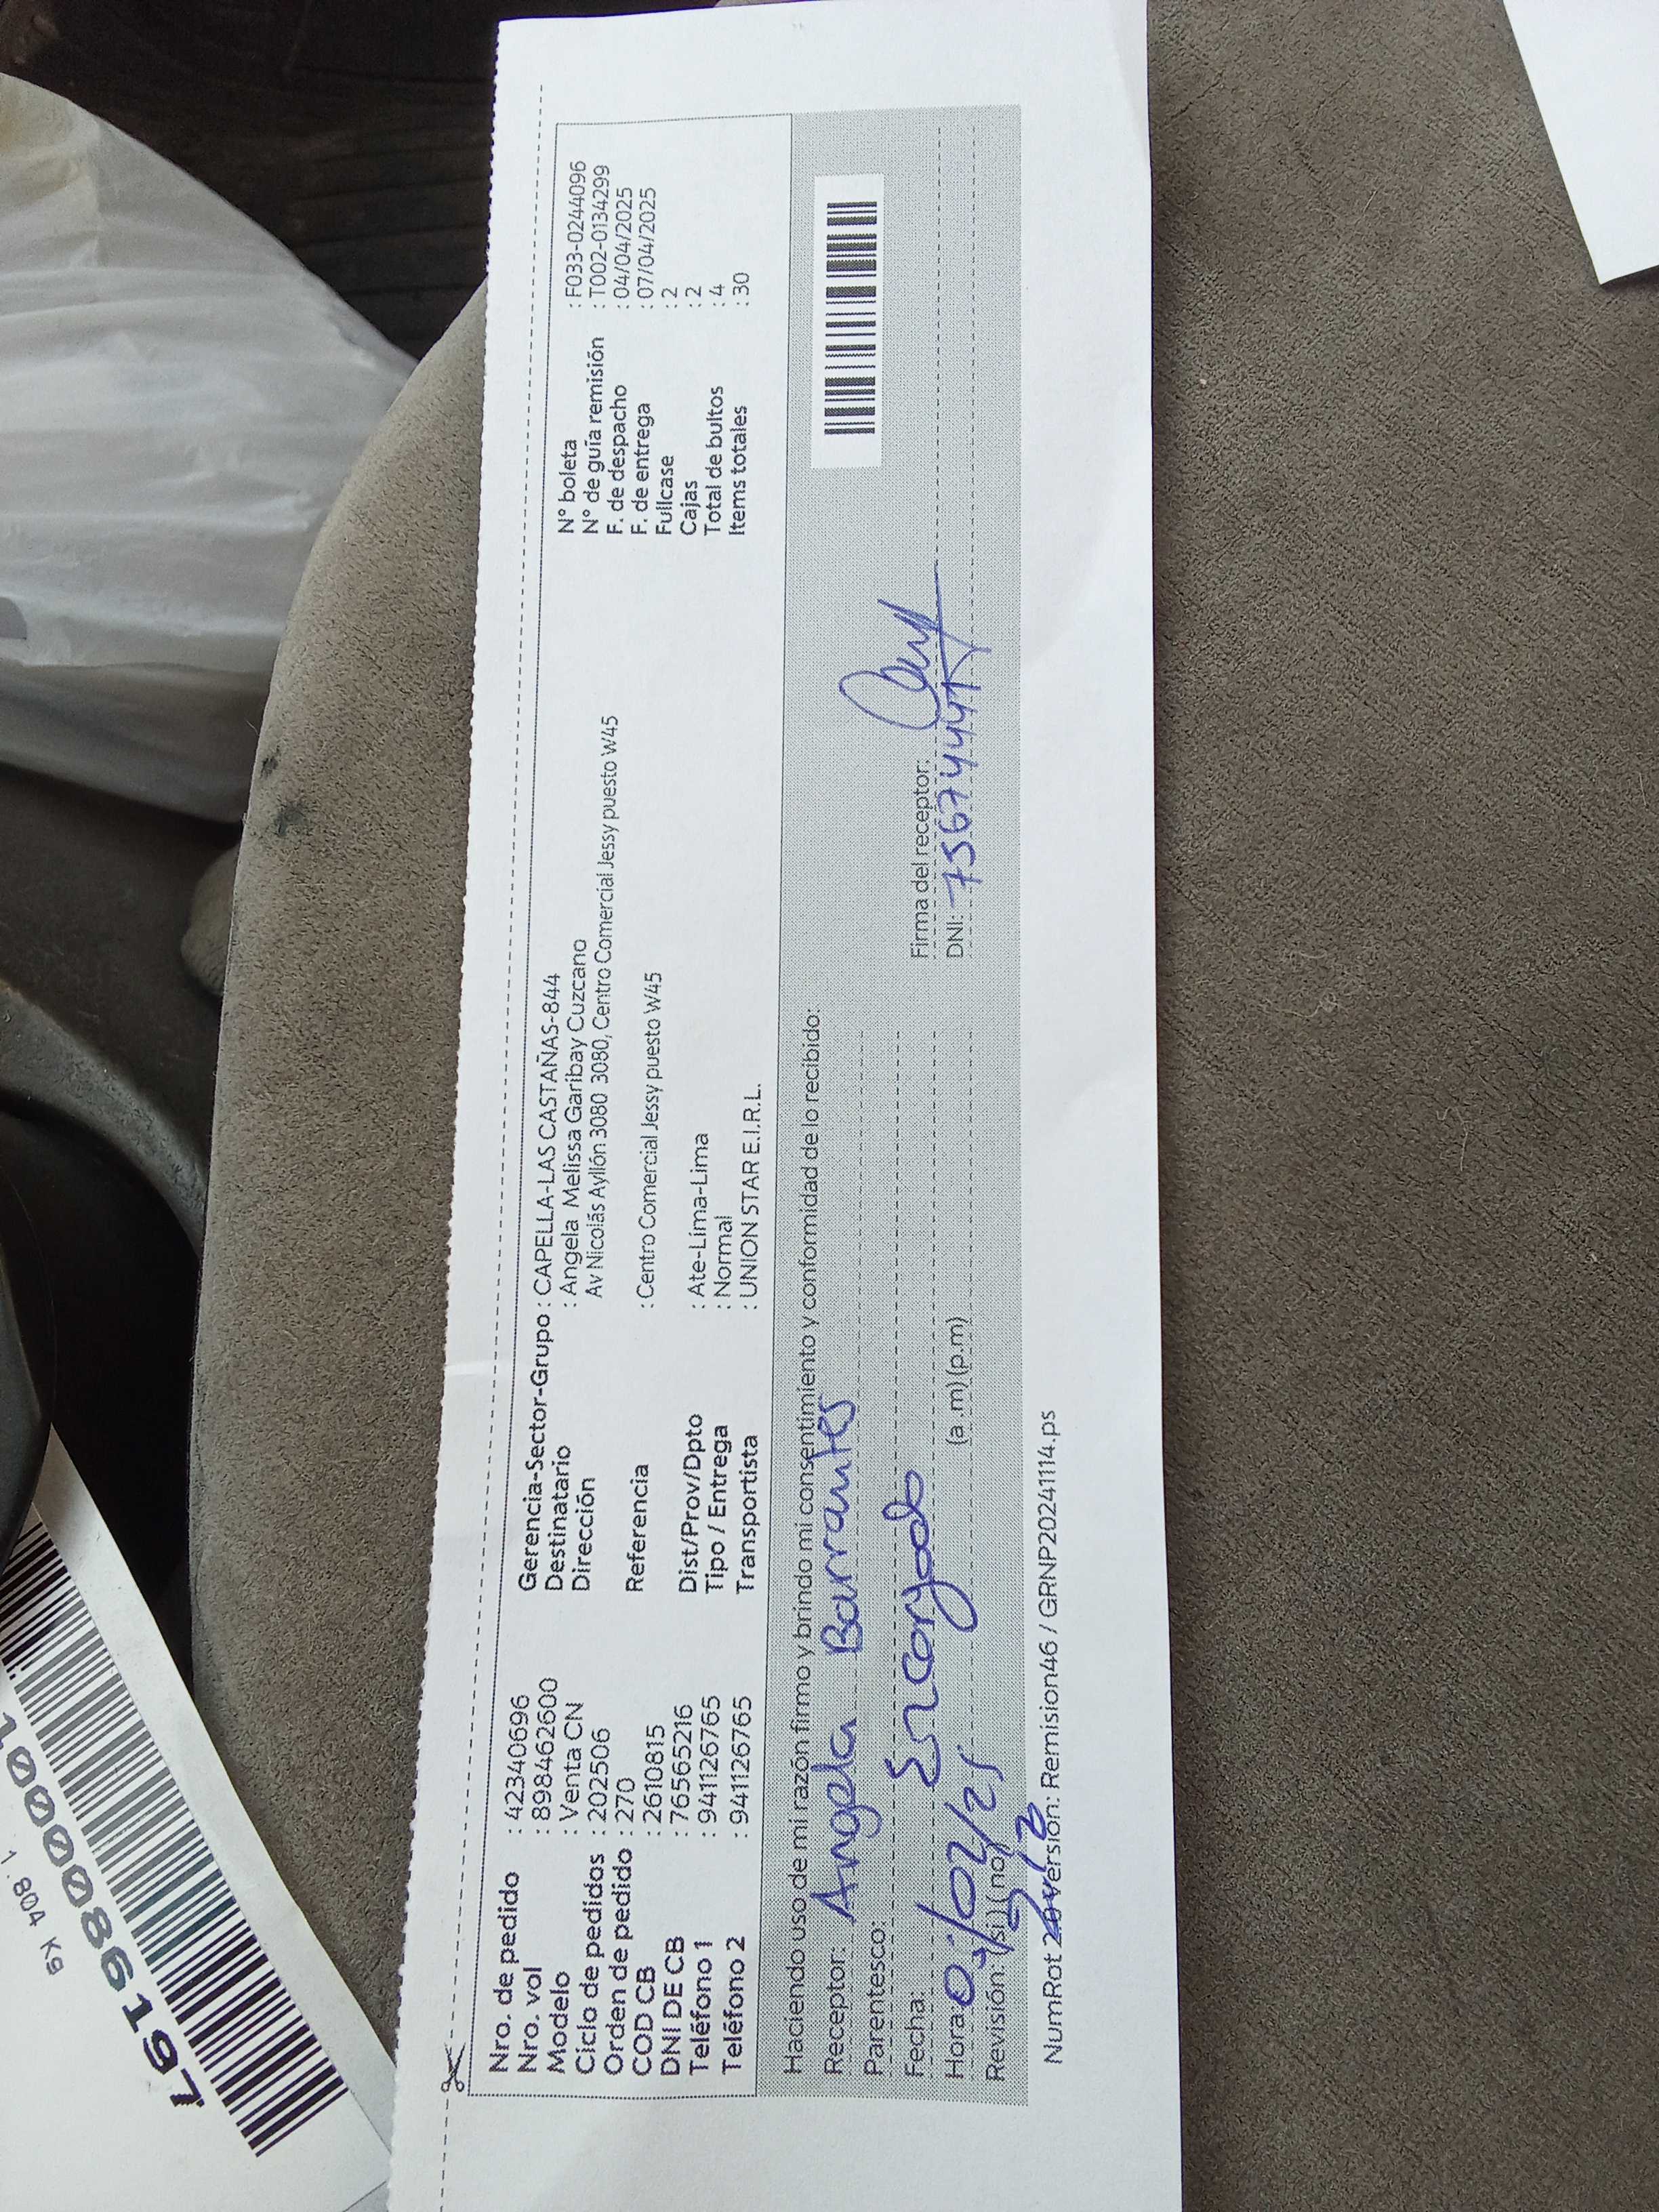 Nro. de pedido : 42340696
Nro. vol : 898462600
Modelo : Venta CN
Ciclo de pedidos : 202506
Orden de pedido : 270
COD CB : 2610815
DNI DE CB : 76565216
Teléfono 1 : 941126765
Teléfono 2 : 941126765
Gerencia-Sector-Grupo : CAPELLA-LAS CASTAÑAS-844
Destinatario : Angela Melissa Garibay Cuzcano
Dirección Av Nicolás Ayllón 3080 3080, Centro Comercial Jessy puesto W45
Referencia : Centro Comercial Jessy puesto W45
Dist/Prov/Dpto : Ate-Lima-Lima
Tipo / Entrega : Normal
Transportista : UNION STAR E.I.R.L.
N° boleta : F033-0244096
N° de guía remisión : T002-0134299
F. de despacho : 04/04/2025
F. de entrega : 07/04/2025
Fullcase : 2
Cajas : 2
Total de bultos : 4
Items totales : 30
Haciendo uso de mi razón firmo y brindo mi consentimiento y conformidad de lo recibido:
Receptor: Angela Barrantes
Parentesco:
Encargado
Fecha:
Hora: (a.m) (p.m)
Revisión: (si) (no)
Firma del receptor:
DNI:
NumRot versión: Remision46 / GRNP20241114.ps
1000086197
1.804 Kg